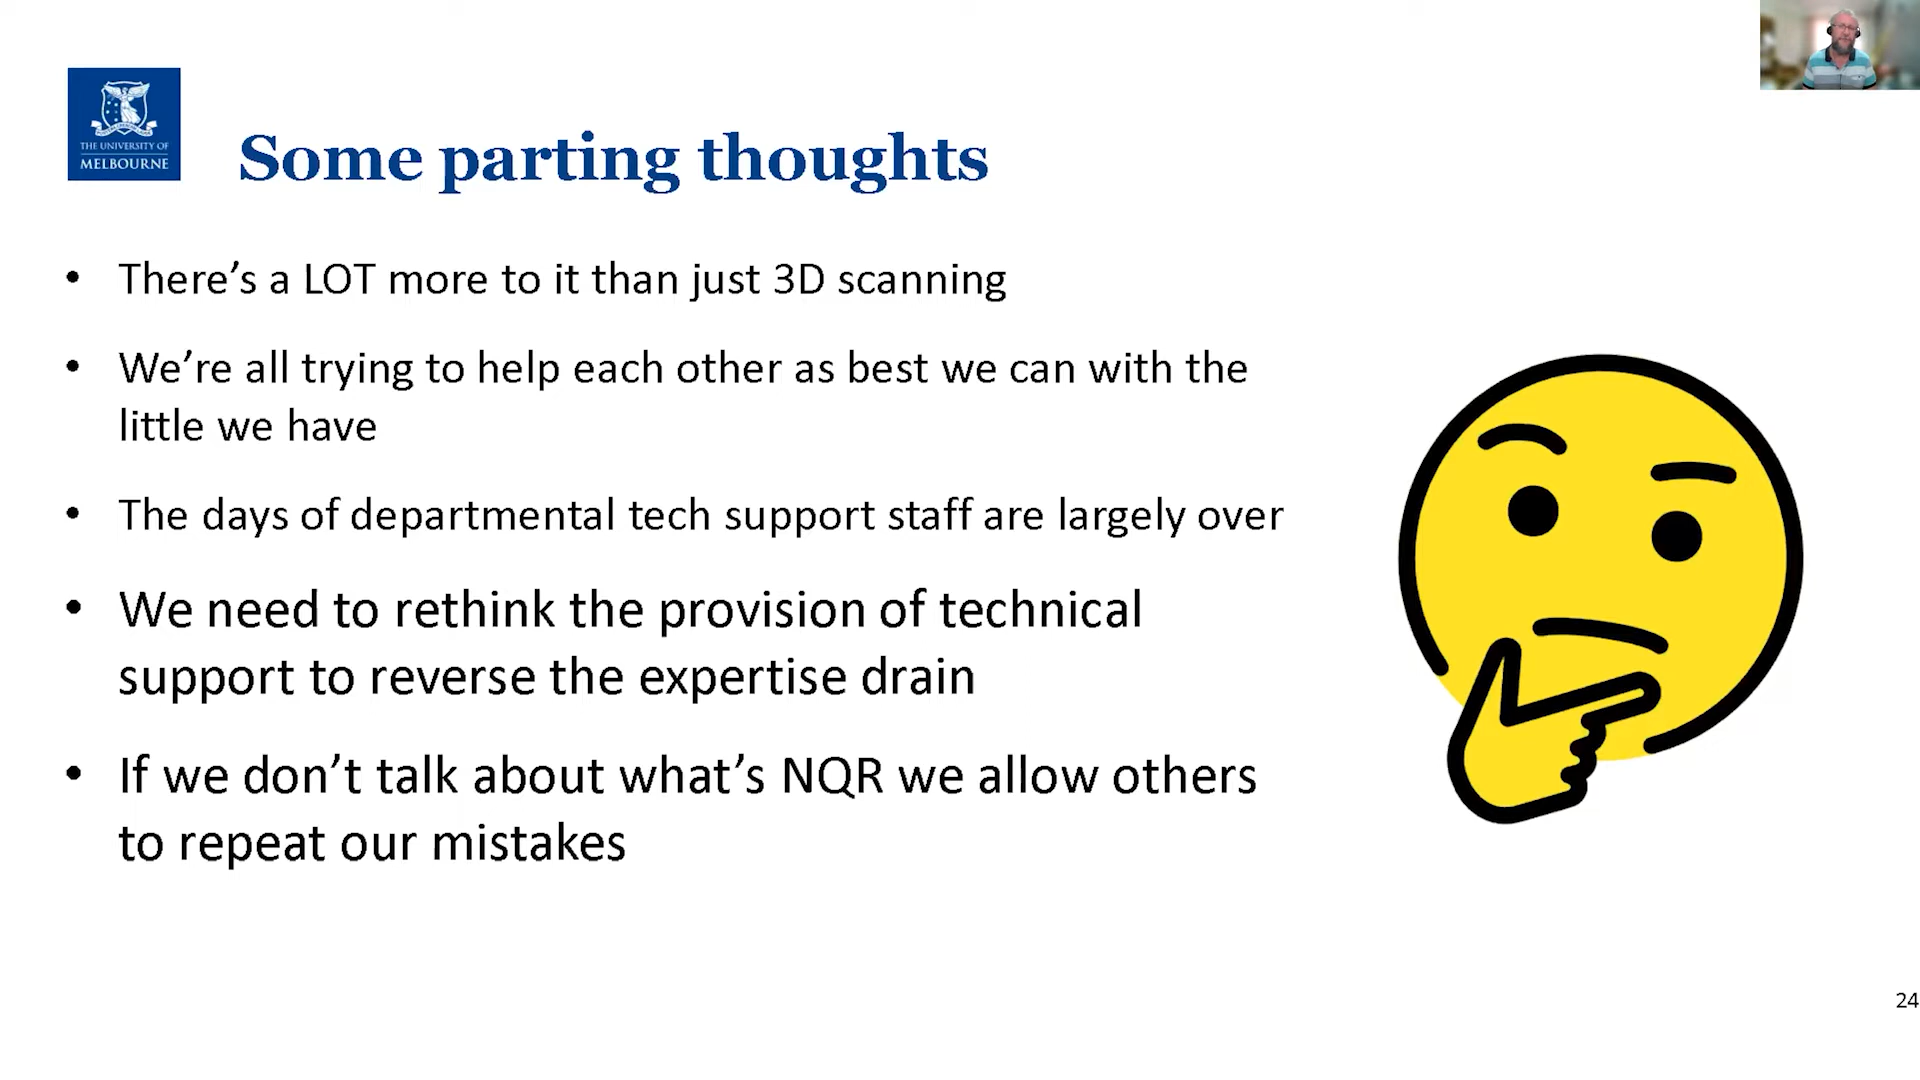 THE UNIVERSITY OF
MELBOURNE
Some parting thoughts
• There’s a LOT more to it than just 3D scanning
• We’re all trying to help each other as best we can with the
little we have
• The days of departmental tech support staff are largely over
• We need to rethink the provision of technical
support to reverse the expertise drain
• If we don’t talk about what’s NQR we allow others
to repeat our mistakes
24